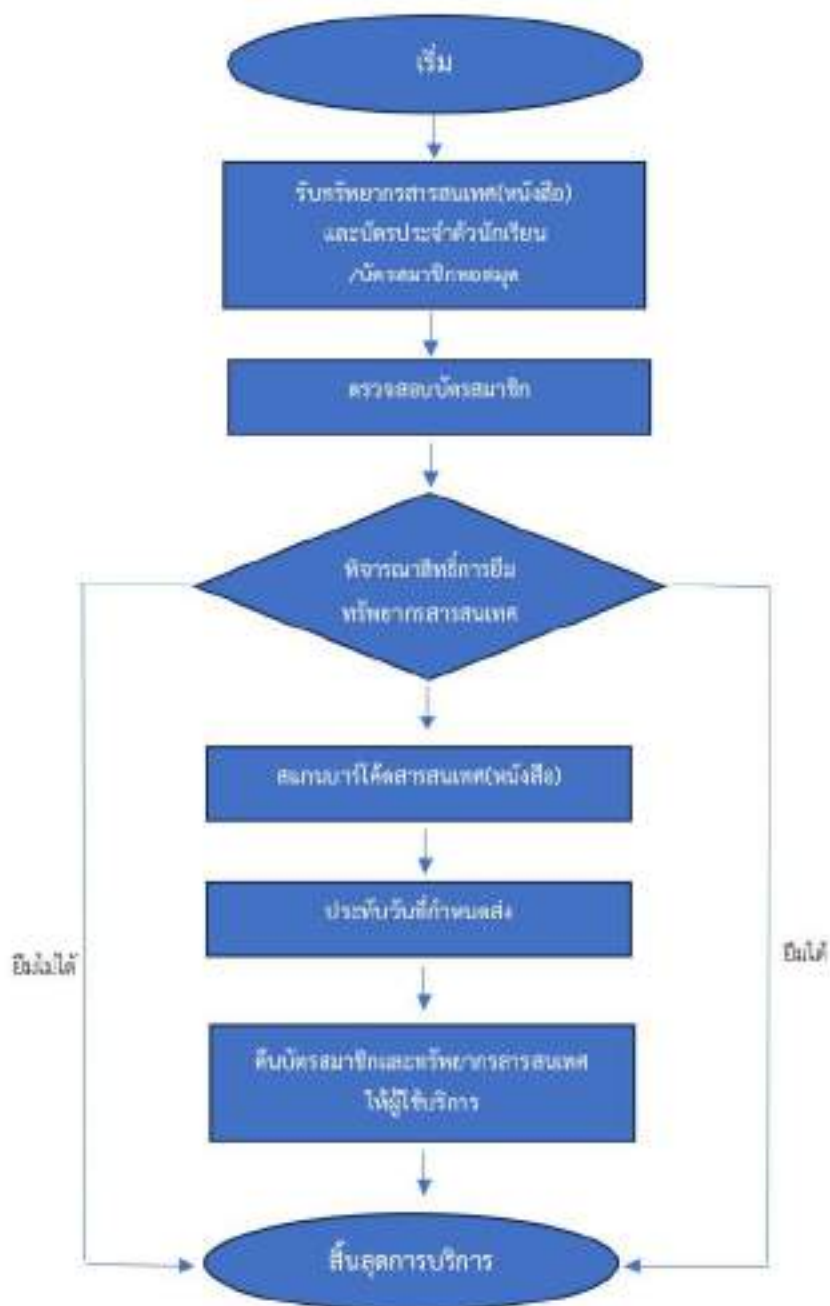 เริ่ม
รับทรัพยากรสารสนเทศ(หนังสือ)
และบัตรประจำตัวนักเรียน
/บัตรสมาชิกหอสมุด
ตรวจสอบบัตรสมาชิก
พิจารณาสิทธิ์การยืม
ทรัพยากรสารสนเทศ
สแกนบาร์โค้ดสารสนเทศ(หนังสือ)
ประทับวันที่กำหนดส่ง
ยืมไม่ได้
ยืมได้
คืนบัตรสมาชิกและทรัพยากรสารสนเทศ
ให้ผู้ใช้บริการ
สิ้นสุดการบริการ